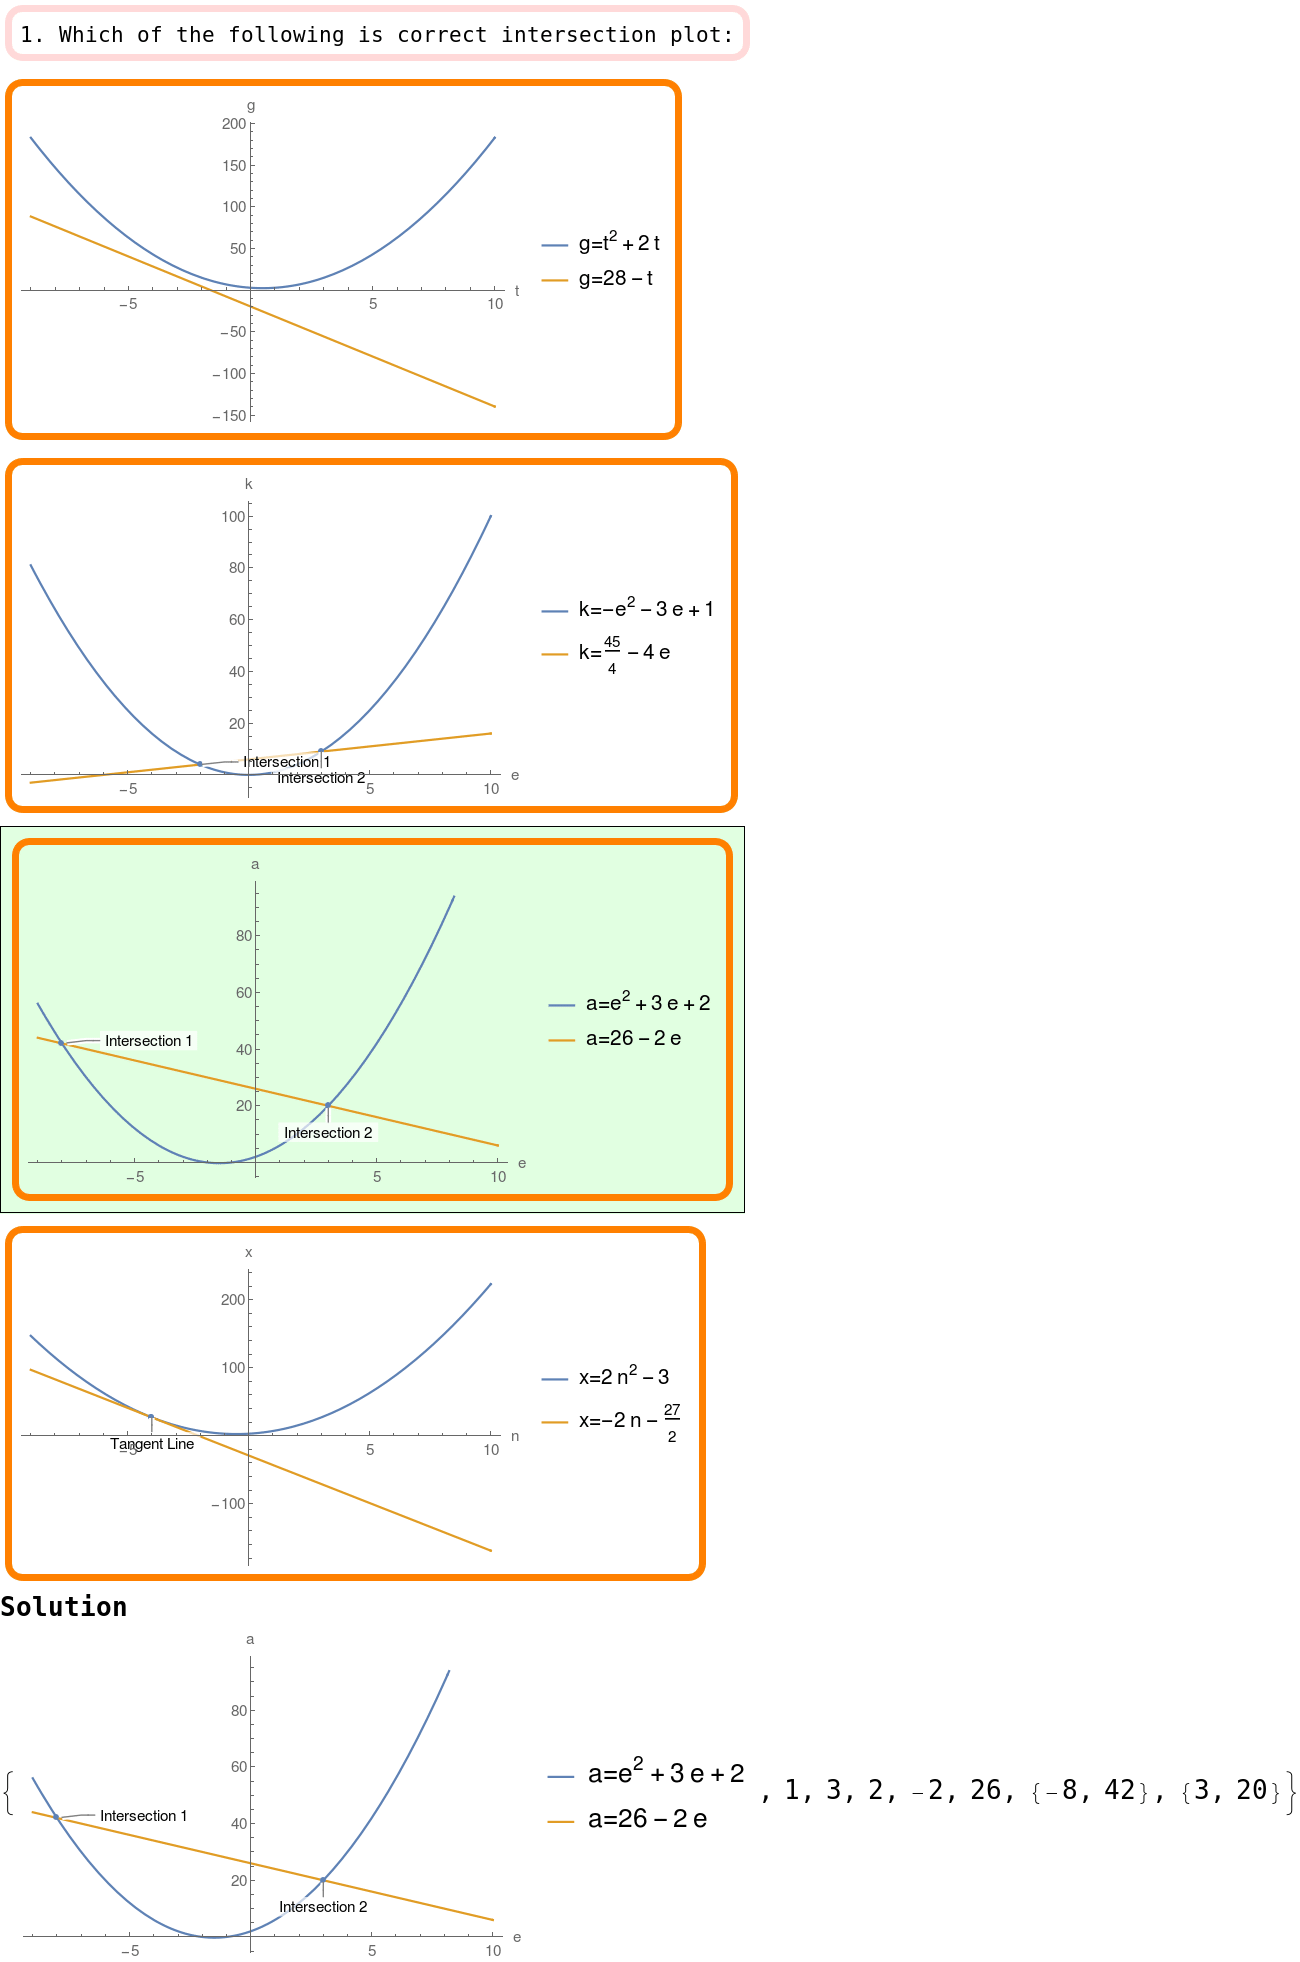 1. Which of the following is correct intersection plot:
g
200
150
100
50
−5 5 10 t
−50
−100
−150
g=t² + 2 t
g=28 − t
k
100
80
60
40
20
Intersection 1
Intersection 2
−5 5 10 e
k=−e² − 3 e + 1
k=45/4 − 4 e
a
80
60
40
20
Intersection 1
Intersection 2
−5 5 10 e
a=e² + 3 e + 2
a=26 − 2 e
x
200
100
n
Tangent Line
−5 5 10
−100
x=2 n² − 3
x=−2 n − 27/2
Solution
a
80
60
40
20
Intersection 1
Intersection 2
−5 5 10 e
{ a=e² + 3 e + 2
a=26 − 2 e
, 1, 3, 2, −2, 26, {−8, 42}, {3, 20}}